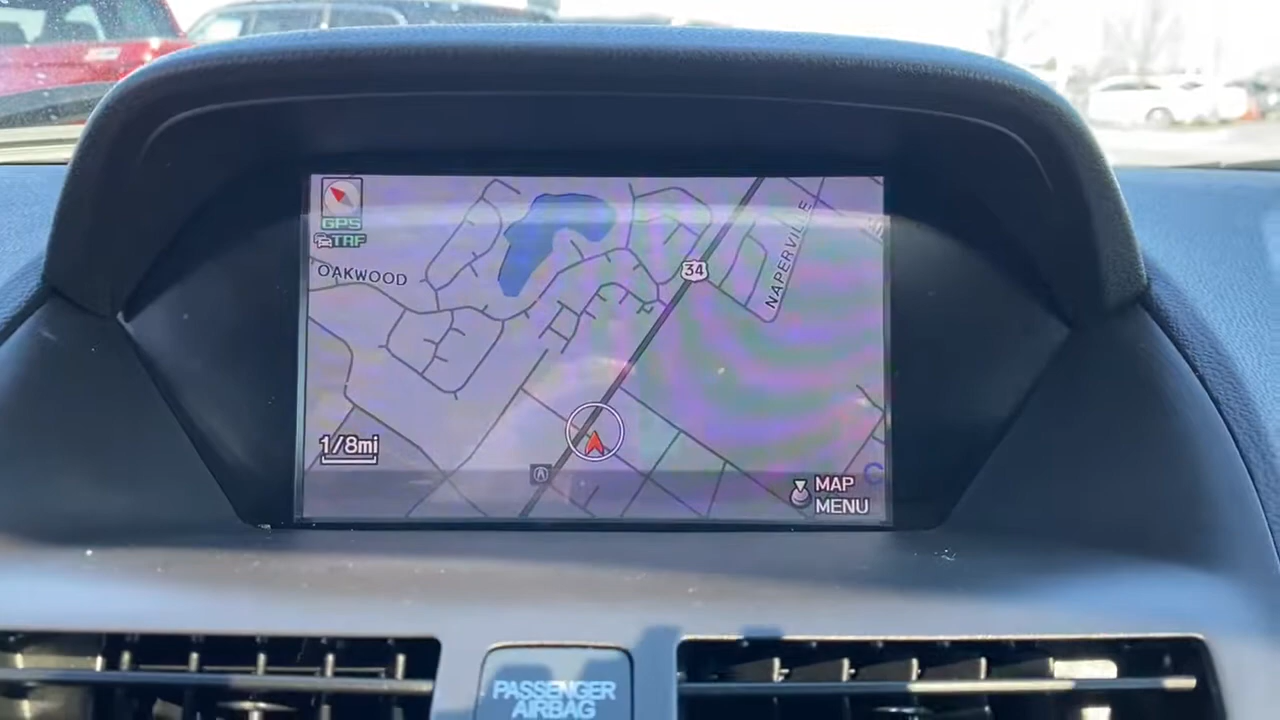 GPS
TRF
OAKWOOD
34
NAPERVILLE
1/8mi
MAP
MENU
C
PASSENGER
AIRBAG